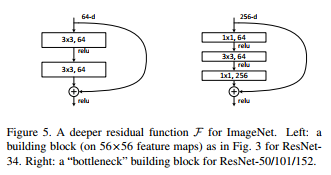 64-d
3x3, 64
relu
3x3, 64
relu
256-d
1x1, 64
relu
3x3, 64
relu
1x1, 256
relu
Figure 5. A deeper residual function F for ImageNet. Left: a
building block (on 56×56 feature maps) as in Fig. 3 for ResNet-
34. Right: a “bottleneck” building block for ResNet-50/101/152.